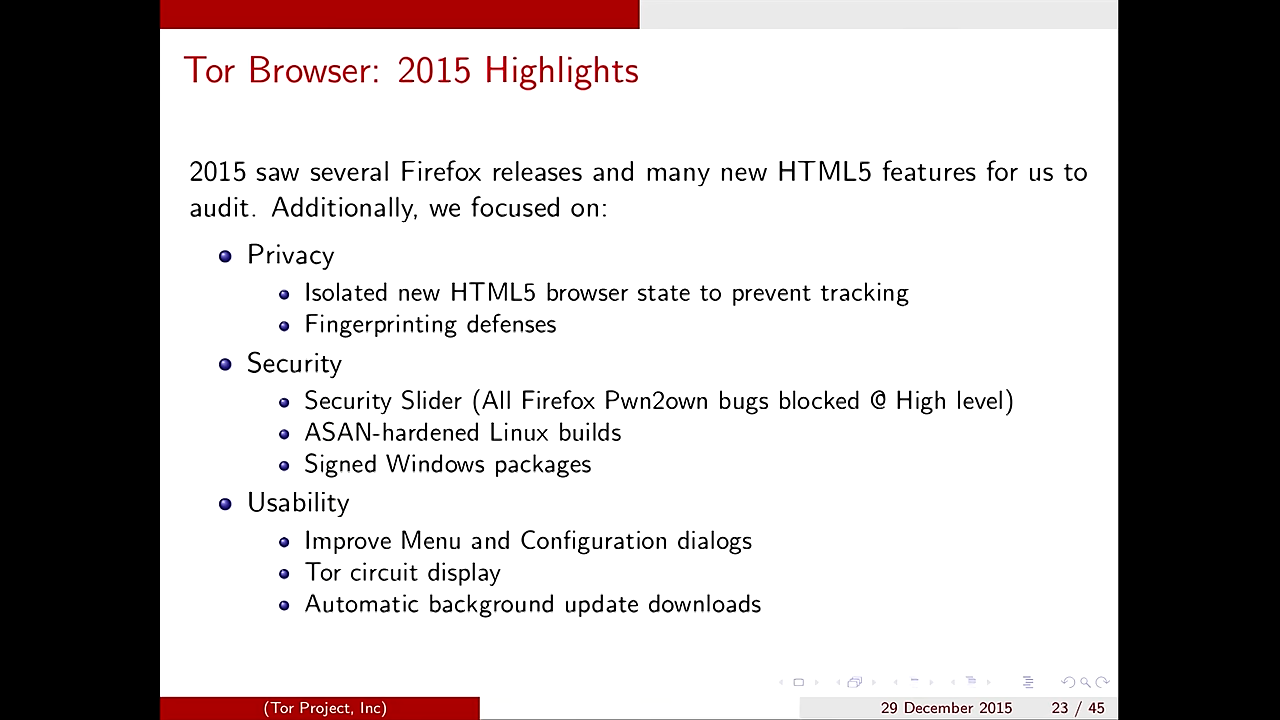 Tor Browser: 2015 Highlights
2015 saw several Firefox releases and many new HTML5 features for us to
audit. Additionally, we focused on:
Privacy
Isolated new HTML5 browser state to prevent tracking
Fingerprinting defenses
Security
Security Slider (All Firefox Pwn2own bugs blocked @ High level)
ASAN-hardened Linux builds
Signed Windows packages
Usability
Improve Menu and Configuration dialogs
Tor circuit display
Automatic background update downloads
(Tor Project, Inc) 29 December 2015 23 / 45